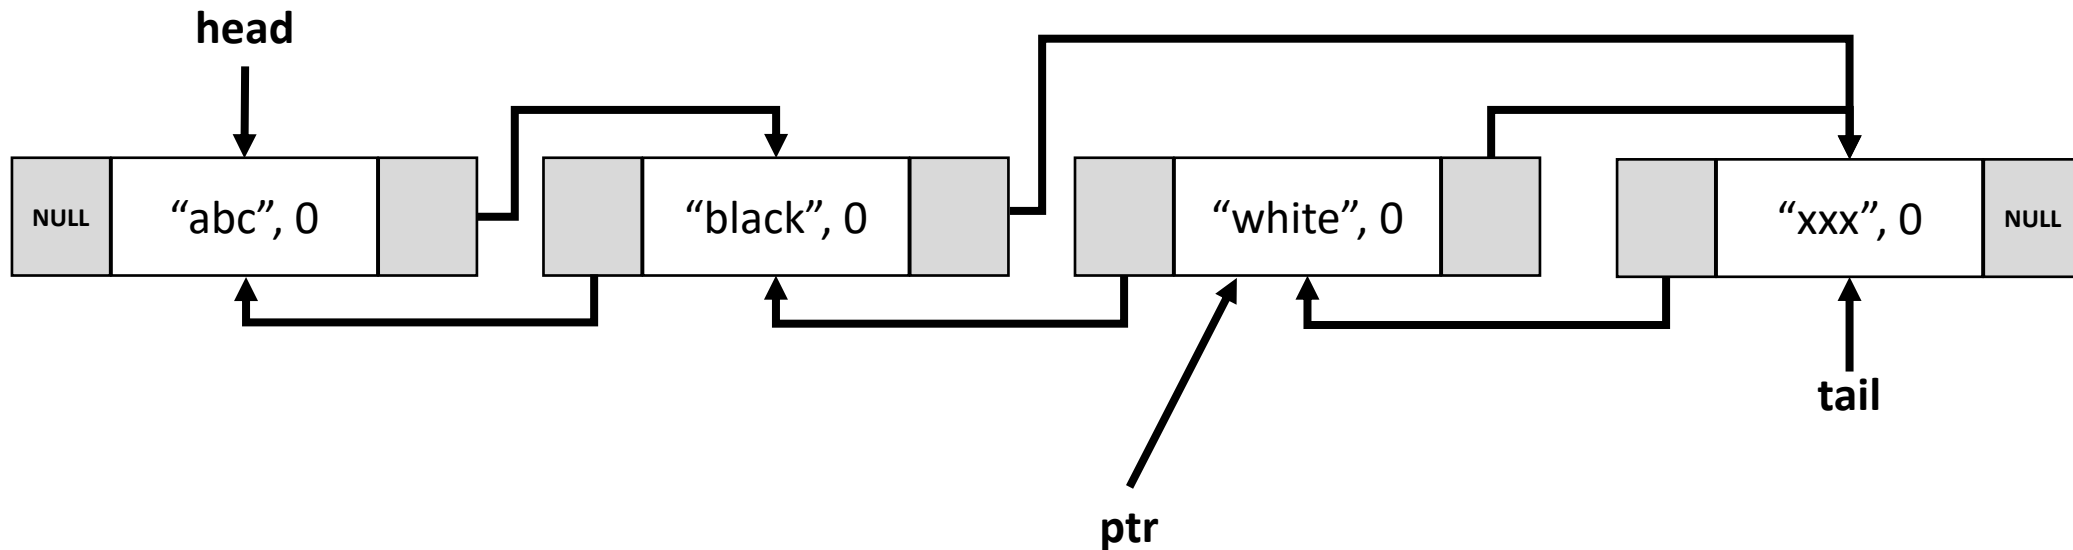 head
NULL “abc”, 0 “black”, 0 “white”, 0 “xxx”, 0 NULL
tail
ptr